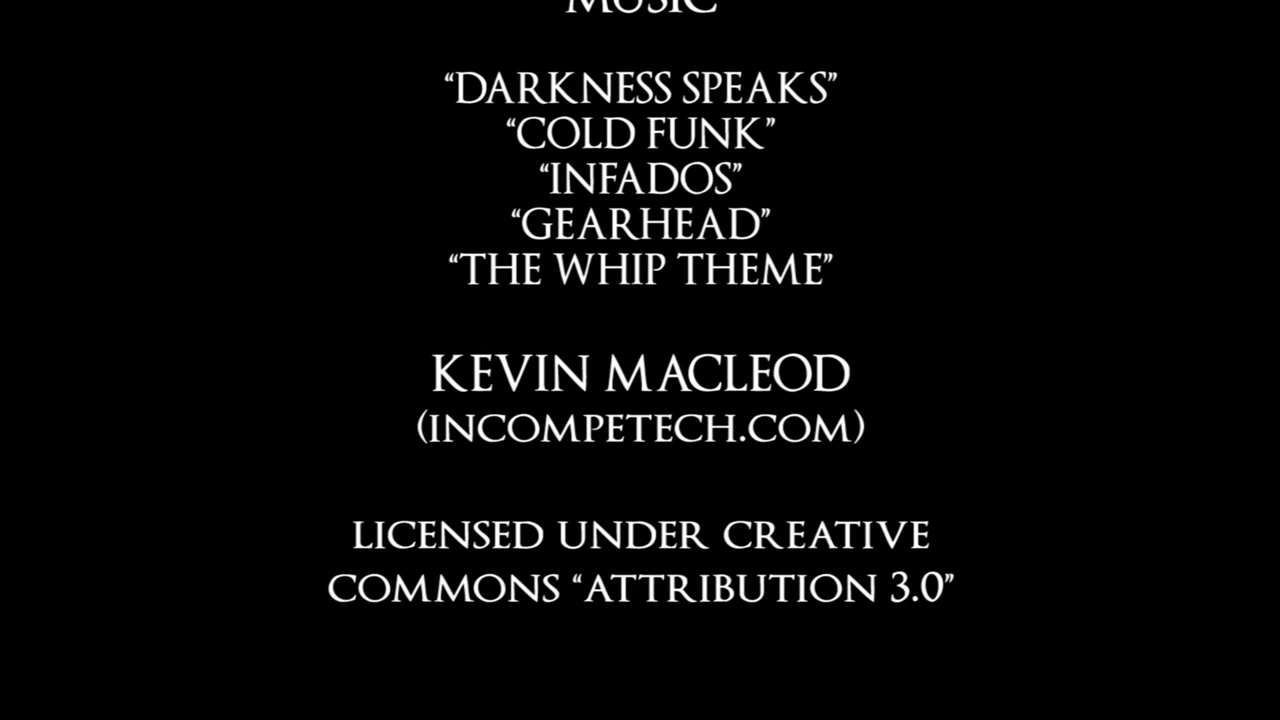 MUSIC
“DARKNESS SPEAKS”
“COLD FUNK”
“INFADOS”
“GEARHEAD”
“THE WHIP THEME”
KEVIN MACLEOD
(INCOMPETECH.COM)
LICENSED UNDER CREATIVE
COMMONS “ATTRIBUTION 3.0”